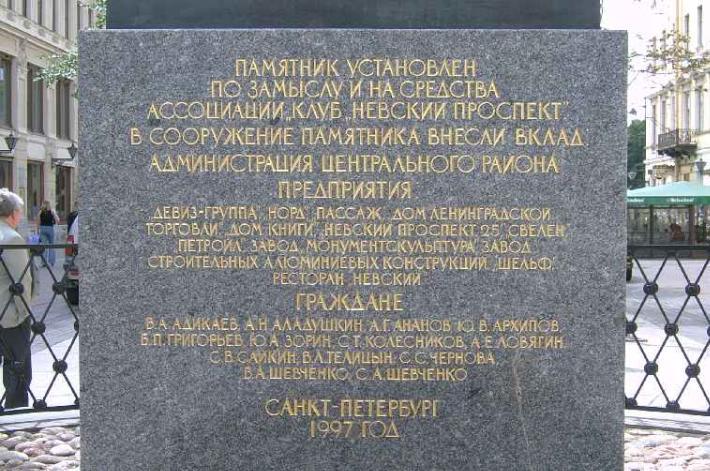 ПАМЯТНИК УСТАНОВЛЕН
ПО ЗАМЫСЛУ И НА СРЕДСТВА
АССОЦИАЦИИ „КЛУБ „НЕВСКИЙ ПРОСПЕКТ"
В СООРУЖЕНИЕ ПАМЯТНИКА ВНЕСЛИ ВКЛАД
АДМИНИСТРАЦИЯ ЦЕНТРАЛЬНОГО РАЙОНА
ПРЕДПРИЯТИЯ
„ДЕВИЗ-ГРУППА", „НОРД", „ПАССАЖ", „ДОМ ЛЕНИНГРАДСКОЙ
ТОРГОВЛИ", „ДОМ КНИГИ", „НЕВСКИЙ ПРОСПЕКТ 25", „СВЕЛЕН",
„ПЕТРОЙЛ", ЗАВОД „МОНУМЕНТСКУЛЬПТУРА", ЗАВОД
СТРОИТЕЛЬНЫХ АЛЮМИНИЕВЫХ КОНСТРУКЦИЙ, „ШЕЛЬФ",
РЕСТОРАН „НЕВСКИЙ"
ГРАЖДАНЕ
В.А.АДИКАЕВ, А.Н.АЛАДУШКИН, А.Г.АНАНОВ, Ю.В.АРХИПОВ,
Б.П.ГРИГОРЬЕВ, Ю.А.ЗОРИН, С.Т.КОЛЕСНИКОВ, А.Е.ЛОВЯГИН,
С.В.САЙКИН, В.Л.ТЕЛИЦЫН, С.С.ЧЕРНОВА,
В.А.ШЕВЧЕНКО, С.А.ШЕВЧЕНКО
САНКТ-ПЕТЕРБУРГ
1997 ГОД